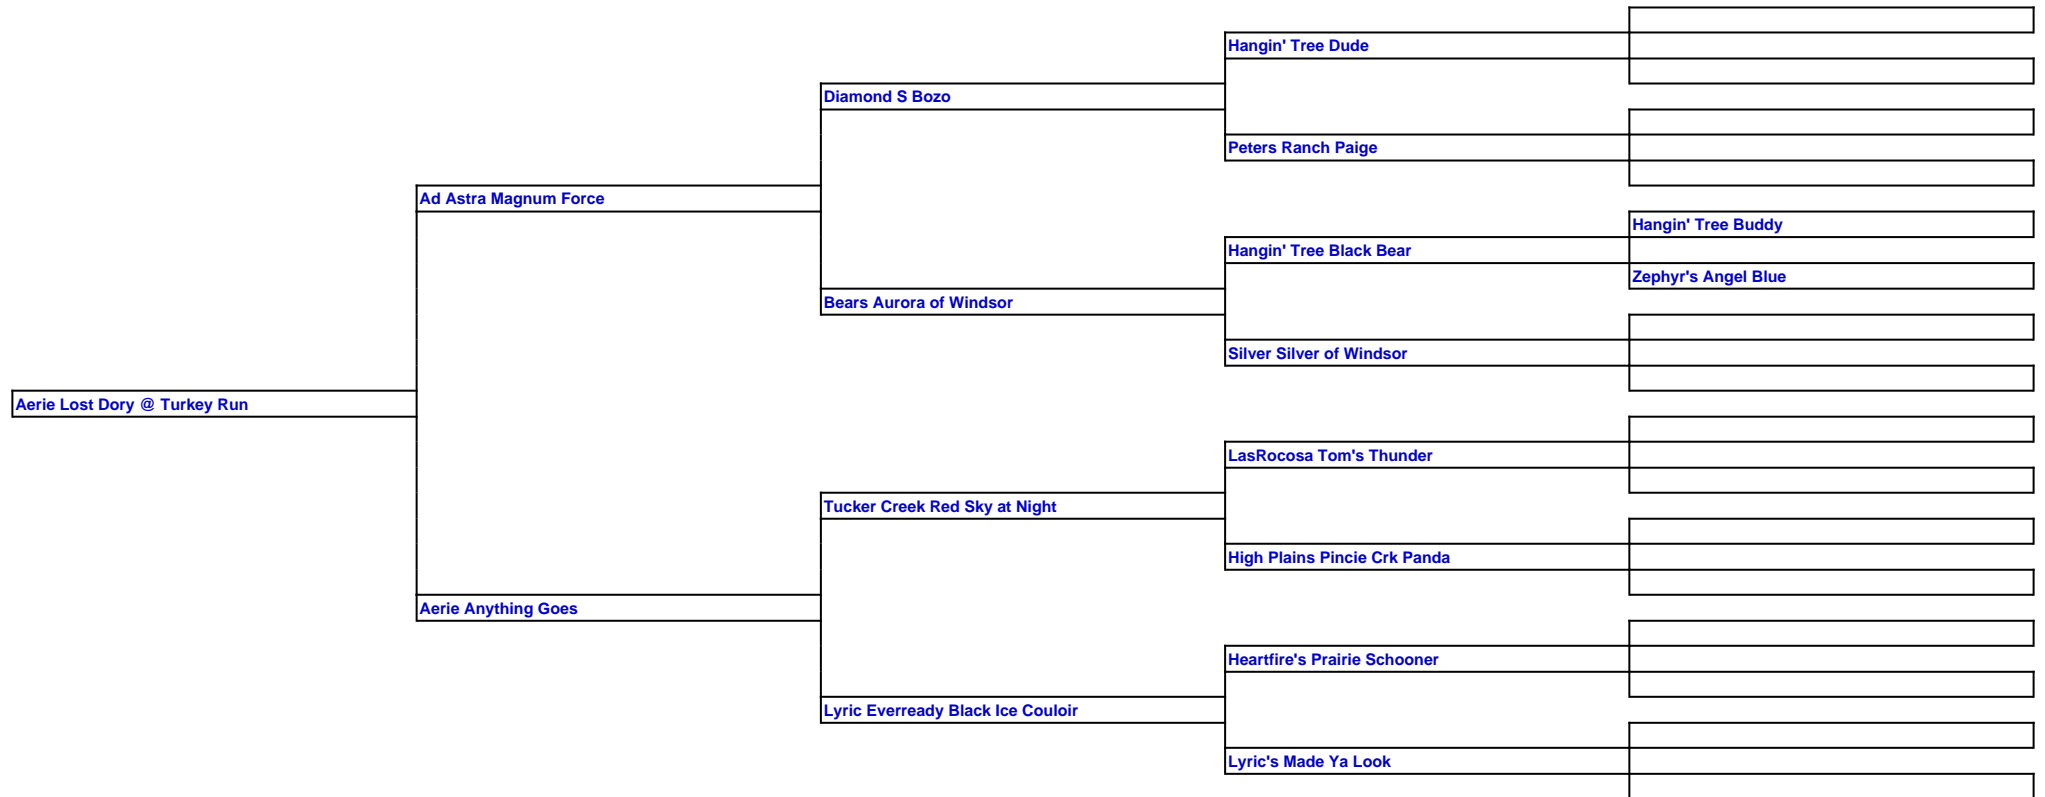 Hangin' Tree Dude
Diamond S Bozo
Peters Ranch Paige
Ad Astra Magnum Force
Hangin' Tree Buddy
Hangin' Tree Black Bear
Zephyr's Angel Blue
Bears Aurora of Windsor
Silver Silver of Windsor
Aerie Lost Dory @ Turkey Run
LasRocosa Tom's Thunder
Tucker Creek Red Sky at Night
High Plains Pincie Crk Panda
Aerie Anything Goes
Heartfire's Prairie Schooner
Lyric Everready Black Ice Couloir
Lyric's Made Ya Look